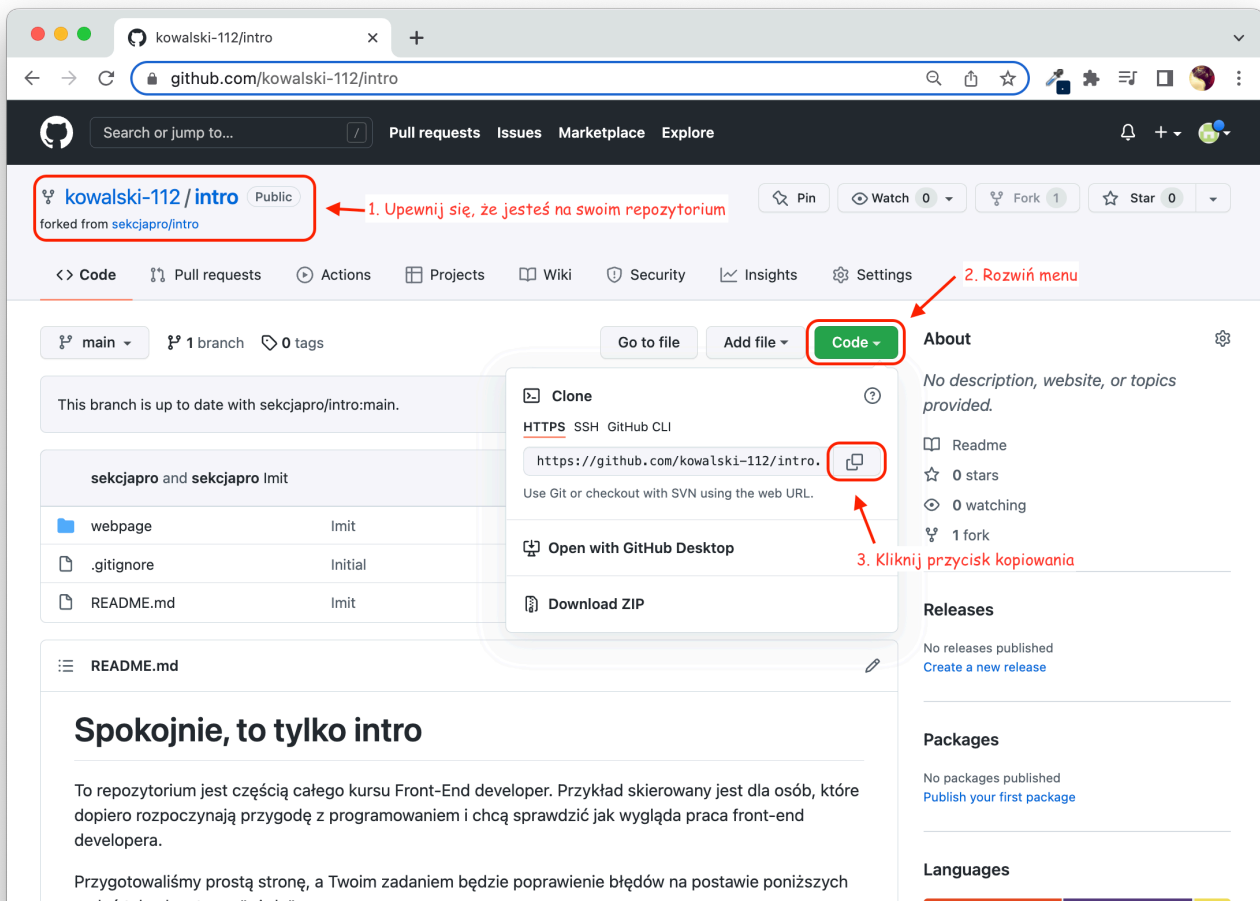 kowalski-112/intro
github.com/kowalski-112/intro
Search or jump to... /
Pull requests Issues Marketplace Explore
kowalski-112 / intro Public
forked from sekcjapro/intro
1. Upewnij się, że jesteś na swoim repozytorium
Pin Watch 0 Fork 1 Star 0
Code Pull requests Actions Projects Wiki Security Insights Settings
2. Rozwiń menu
main 1 branch 0 tags Go to file Add file Code
This branch is up to date with sekcjapro/intro:main.
sekcjapro and sekcjapro Imit
webpage Imit
.gitignore Initial
README.md Imit
Clone
HTTPS SSH GitHub CLI
https://github.com/kowalski-112/intro.
Use Git or checkout with SVN using the web URL.
3. Kliknij przycisk kopiowania
Open with GitHub Desktop
Download ZIP
About
No description, website, or topics
provided.
Readme
0 stars
0 watching
1 fork
Releases
No releases published
Create a new release
Packages
No packages published
Publish your first package
Languages
README.md
Spokojnie, to tylko intro
To repozytorium jest częścią całego kursu Front-End developer. Przykład skierowany jest dla osób, które
dopiero rozpoczynają przygodę z programowaniem i chcą sprawdzić jak wygląda praca front-end
developera.
Przygotowaliśmy prostą stronę, a Twoim zadaniem będzie poprawienie błędów na postawie poniższych